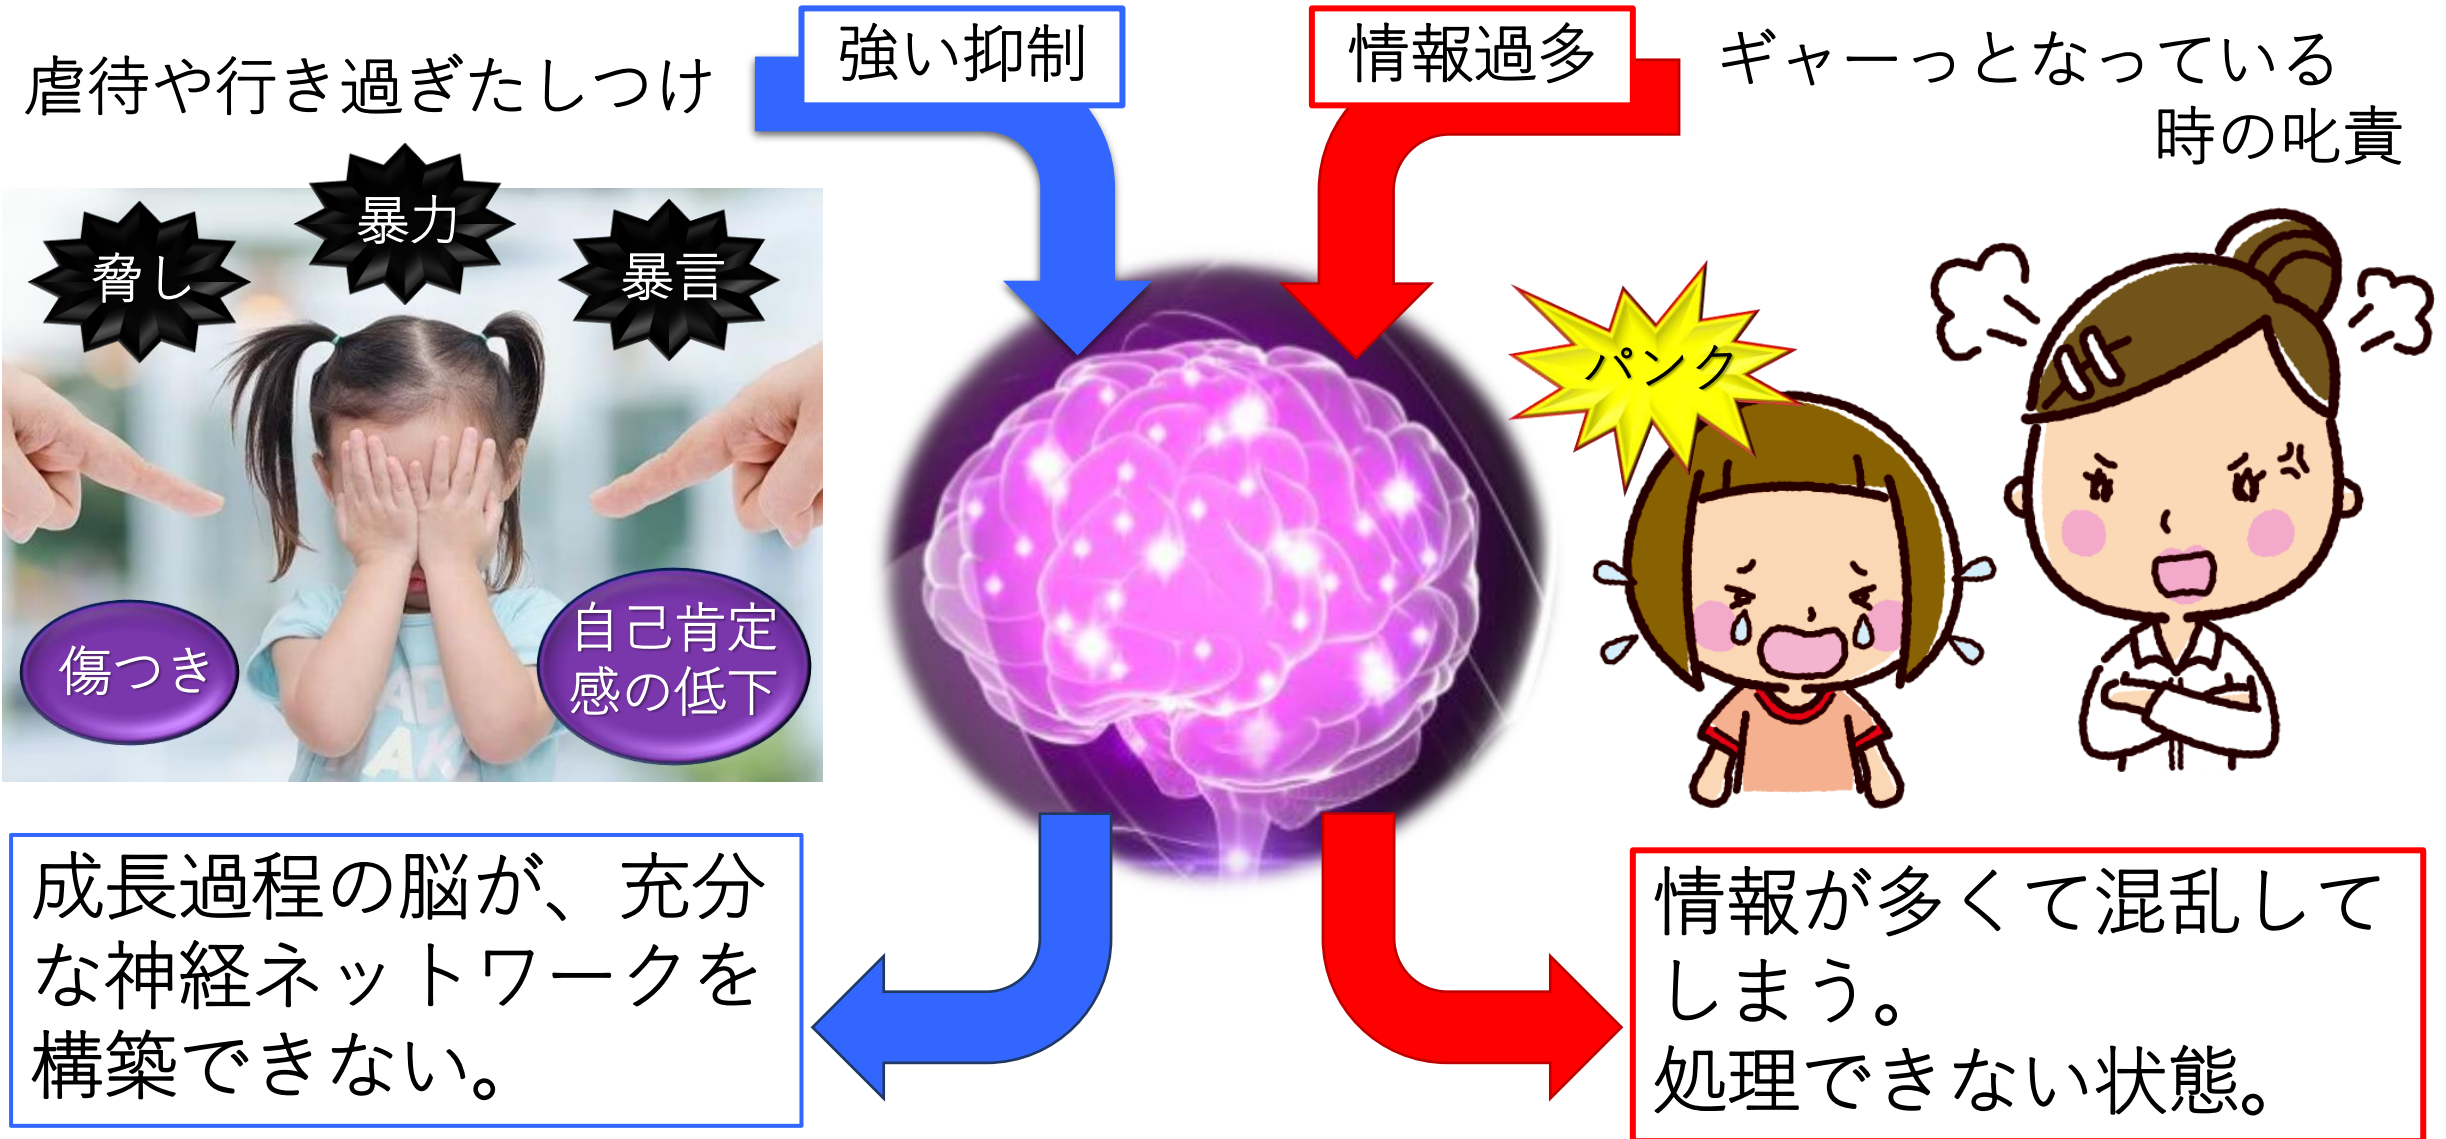 強い抑制
情報過多
虐待や行き過ぎたしつけ
ギャーっとなっている
時の叱責
脅し
暴力
暴言
パンク
傷つき
自己肯定
感の低下
成長過程の脳が、充分
な神経ネットワークを
構築できない。
情報が多くて混乱して
しまう。
処理できない状態。